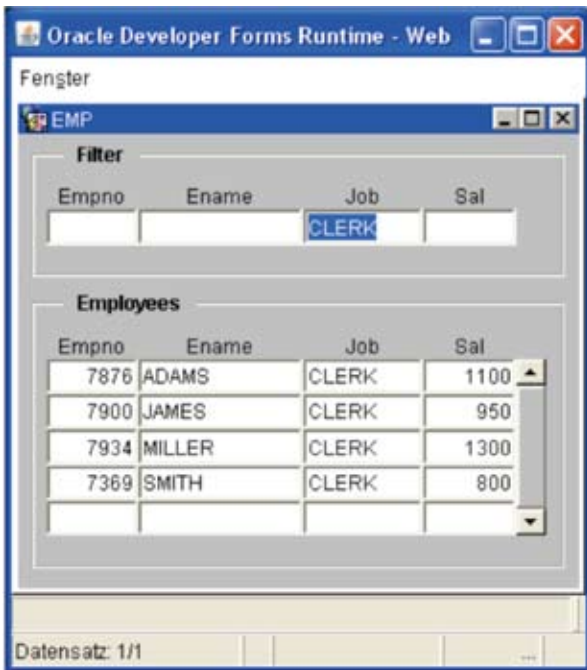 Oracle Developer Forms Runtime - Web
Fenster
EMP
Filter
Empno Ename Job Sal
CLERK
Employees
Empno Ename Job Sal
7876 ADAMS CLERK 1100
7900 JAMES CLERK 950
7934 MILLER CLERK 1300
7369 SMITH CLERK 800
Datensatz: 1/1
...